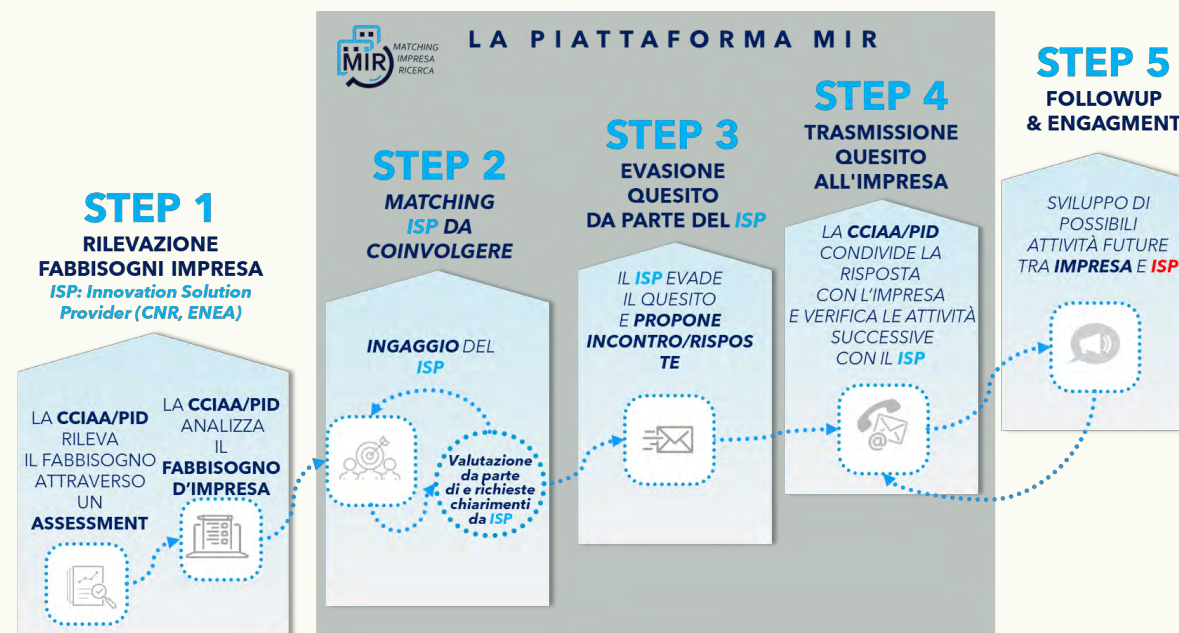 MIR
MATCHING
IMPRESA
RICERCA
LA PIATTAFORMA MIR
STEP 1
RILEVAZIONE
FABBISOGNI IMPRESA
ISP: Innovation Solution
Provider (CNR, ENEA)
LA CCIAA/PID
RILEVA
IL FABBISOGNO
ATTRAVERSO
UN
ASSESSMENT
LA CCIAA/PID
ANALIZZA
IL
FABBISOGNO
D'IMPRESA
STEP 2
MATCHING
ISP DA
COINVOLGERE
INGAGGIO DEL
ISP
Valutazione
da parte
di e richieste
chiarimenti
da ISP
STEP 3
EVASIONE
QUESITO
DA PARTE DEL ISP
IL ISP EVADE
IL QUESITO
E PROPONE
INCONTRO/RISPOS
TE
STEP 4
TRASMISSIONE
QUESITO
ALL'IMPRESA
LA CCIAA/PID
CONDIVIDE LA
RISPOSTA
CON L'IMPRESA
E VERIFICA LE ATTIVITÀ
SUCCESSIVE
CON IL ISP
@
STEP 5
FOLLOWUP
& ENGAGMENT
SVILUPPO DI
POSSIBILI
ATTIVITÀ FUTURE
TRA IMPRESA E ISP